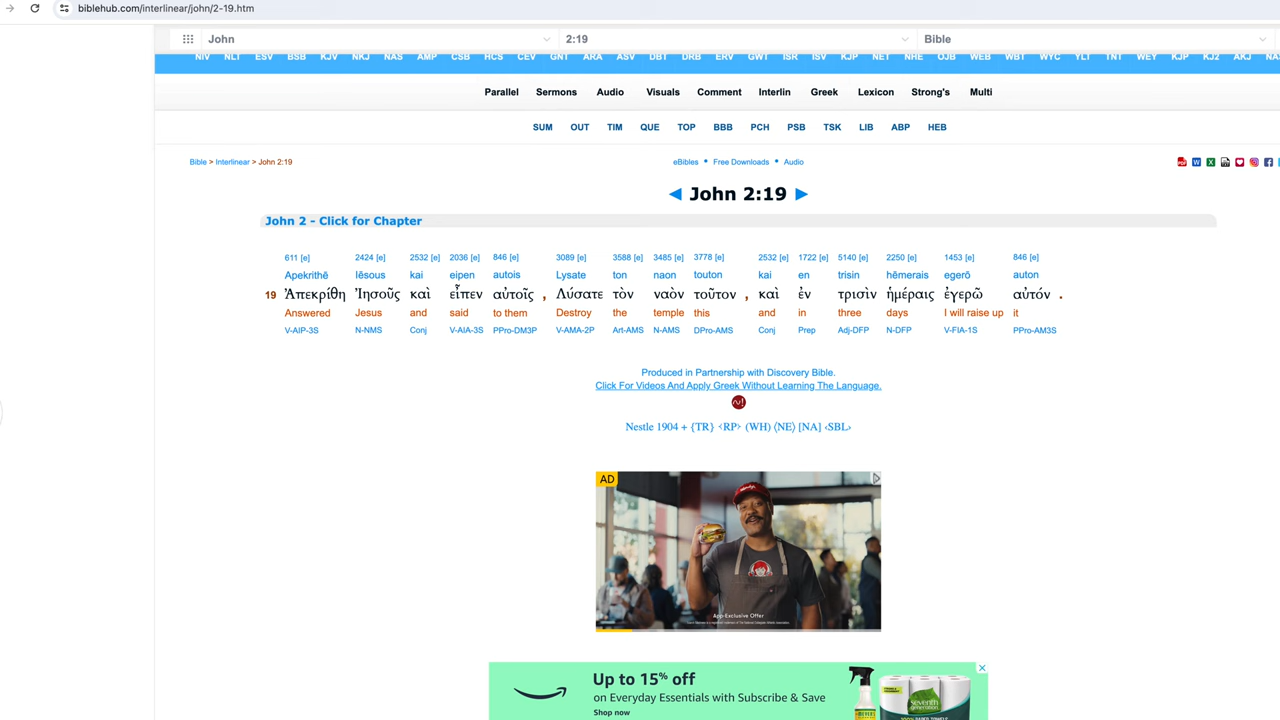 biblehub.com/interlinear/john/2-19.htm
John 2:19 Bible
NIV NLT ESV BSB KJV NKJ NAS AMP CSB HCS CEV GNT ARA ASV DBT DRB ERV GWT ISR ISV KJP NET NHE OJB WEB WBT WYC YLT TNT WEY KJP KJ2 AKJ
Parallel Sermons Audio Visuals Comment Interlin Greek Lexicon Strong's Multi
SUM OUT TIM QUE TOP BBB PCH PSB TSK LIB ABP HEB
Bible > Interlinear > John 2:19 eBibles • Free Downloads • Audio
◄ John 2:19 ►
John 2 - Click for Chapter
611 [e] 2424 [e] 2532 [e] 2036 [e] 846 [e] 3089 [e] 3588 [e] 3485 [e] 3778 [e] 2532 [e] 1722 [e] 5140 [e] 2250 [e] 1453 [e] 846 [e]
Apekrithē Iēsous kai eipen autois Lysate ton naon touton kai en trisin hēmerais egerō auton
19 Ἀπεκρίθη Ἰησοῦς καὶ εἶπεν αὐτοῖς , Λύσατε τὸν ναὸν τοῦτον , καὶ ἐν τρισὶν ἡμέραις ἐγερῶ αὐτόν .
Answered Jesus and said to them Destroy the temple this and in three days I will raise up it
V-AIP-3S N-NMS Conj V-AIA-3S PPro-DM3P V-AMA-2P Art-AMS N-AMS DPro-AMS Conj Prep Adj-DFP N-DFP V-FIA-1S PPro-AM3S
Produced in Partnership with Discovery Bible.
Click For Videos And Apply Greek Without Learning The Language.
Nestle 1904 + {TR} <RP> (WH) 〈NE〉 [NA] ‹SBL›
AD
App-Exclusive Offer
Up to 15% off
on Everyday Essentials with Subscribe & Save
Shop now
seventh generation